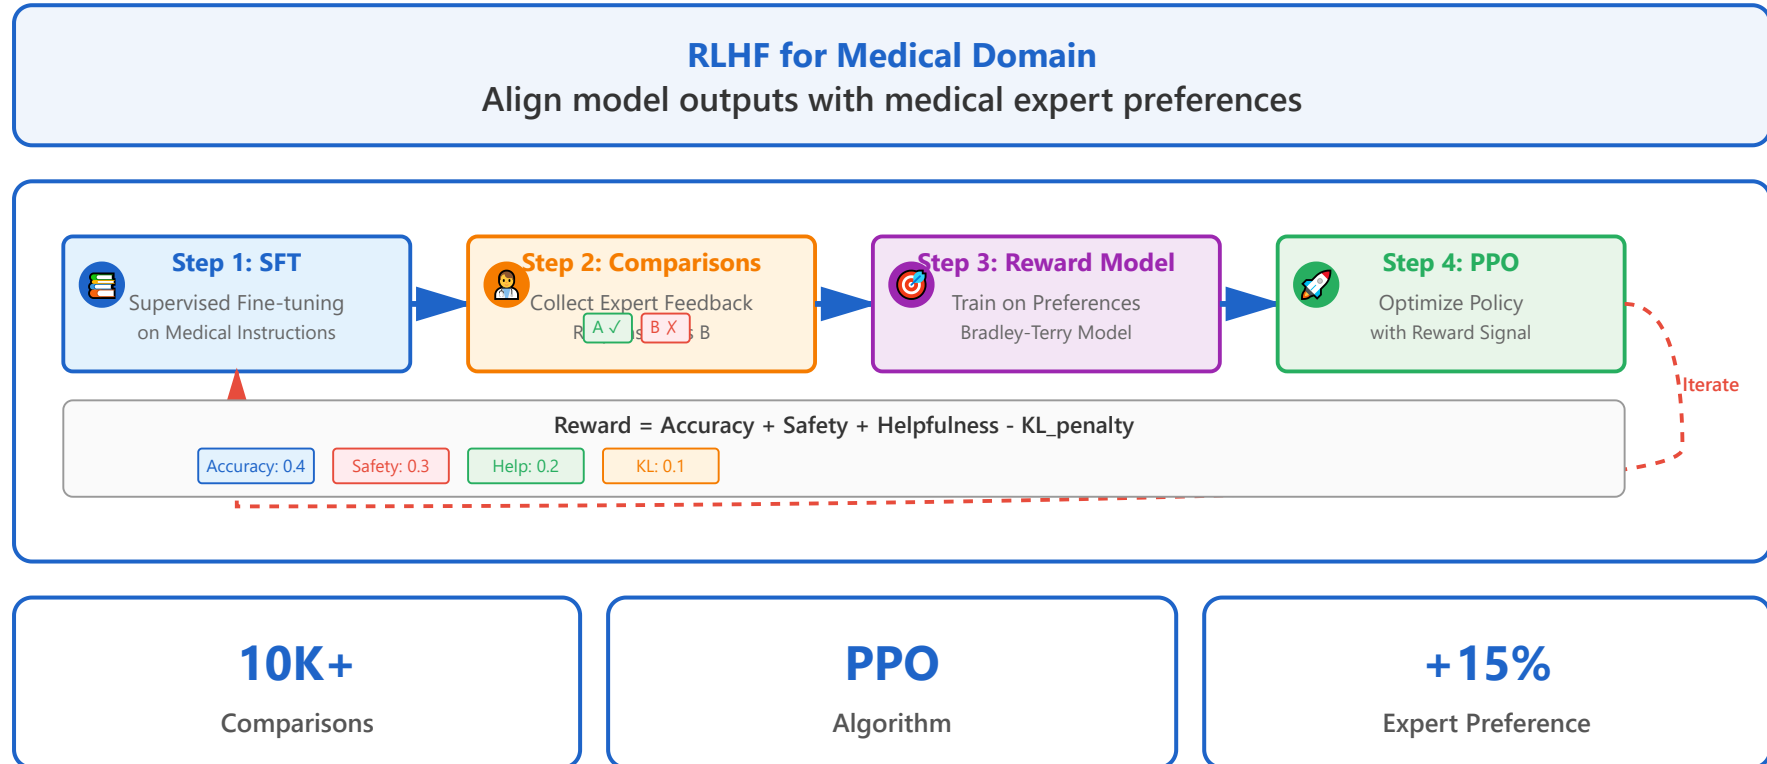 RLHF for Medical Domain
Align model outputs with medical expert preferences
Step 1: SFT
Supervised Fine-tuning
on Medical Instructions
Step 2: Comparisons
Collect Expert Feedback
B
A ✓
B ✗
Step 3: Reward Model
Train on Preferences
Bradley-Terry Model
Step 4: PPO
Optimize Policy
with Reward Signal
Iterate
Reward = Accuracy + Safety + Helpfulness - KL_penalty
Accuracy: 0.4
Safety: 0.3
Help: 0.2
KL: 0.1
10K+
Comparisons
PPO
Algorithm
+15%
Expert Preference